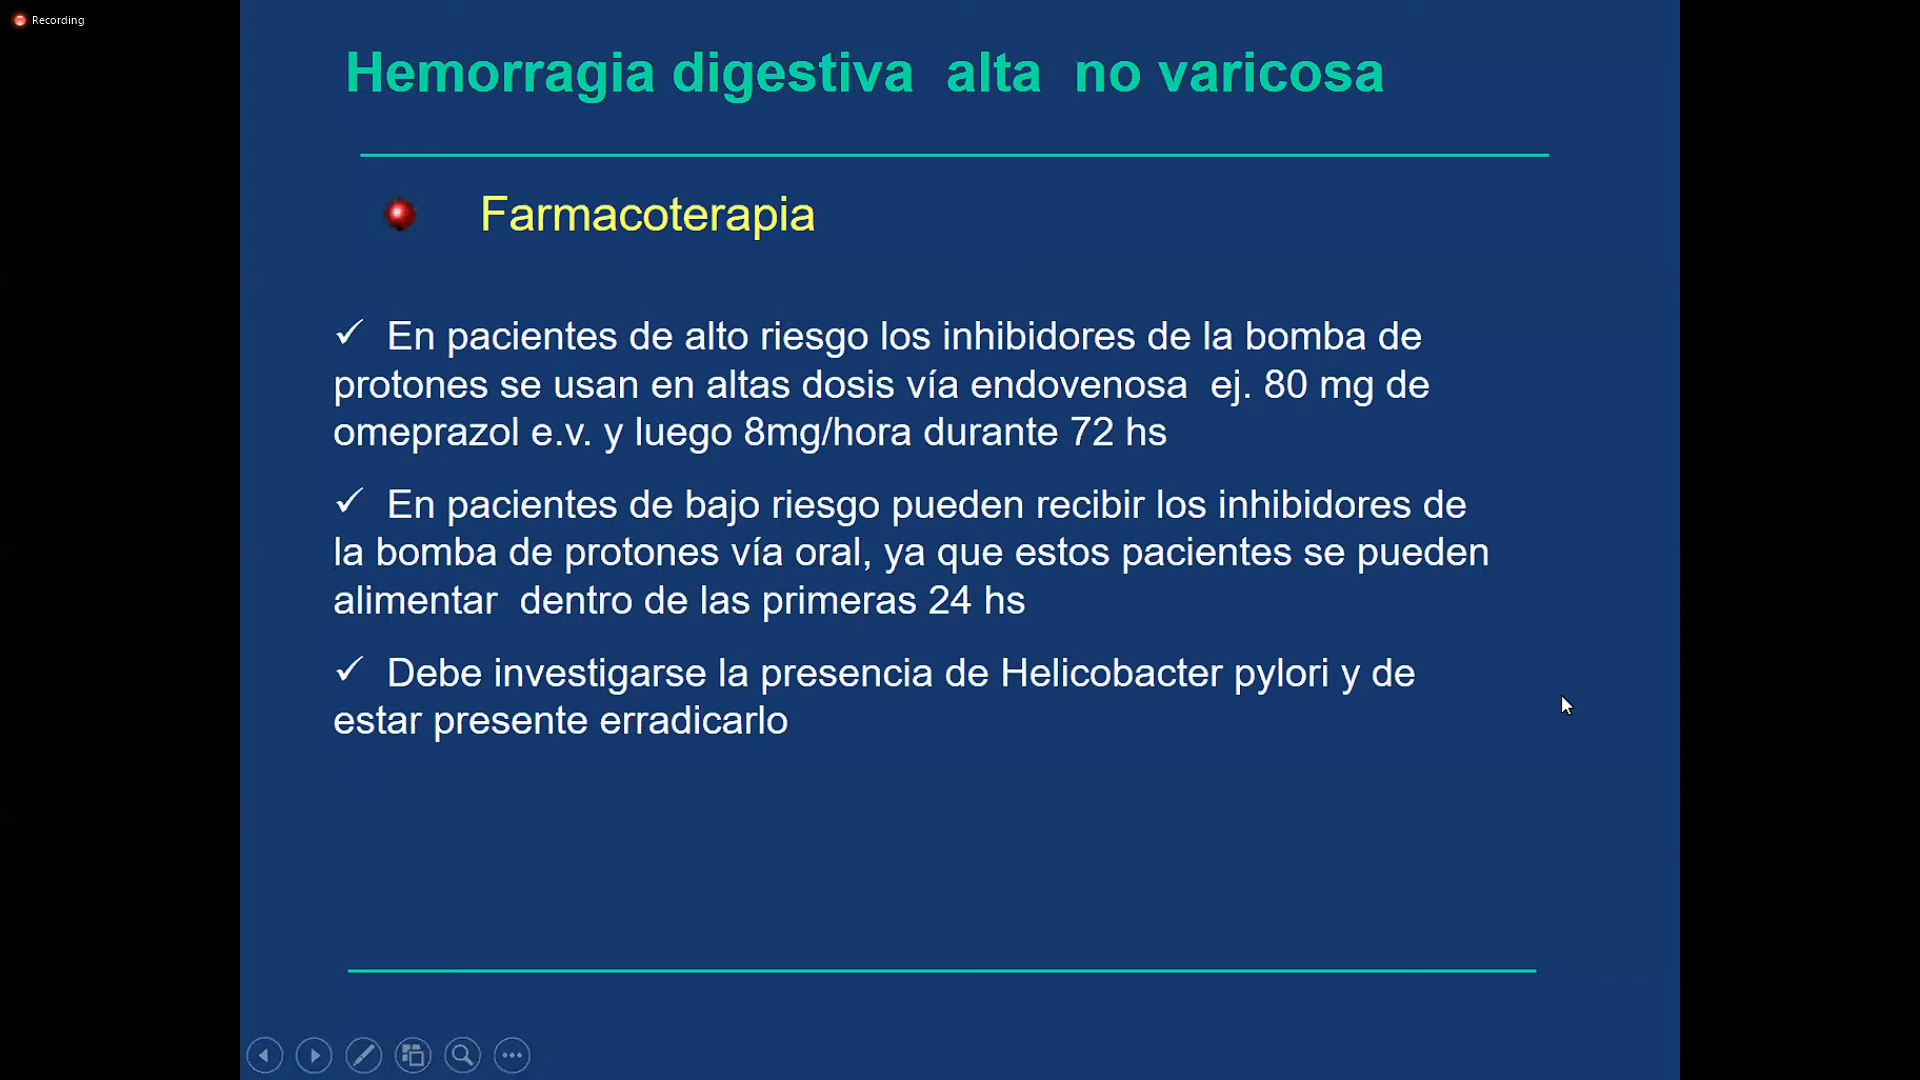 Recording
Hemorragia digestiva alta no varicosa
Farmacoterapia
✓ En pacientes de alto riesgo los inhibidores de la bomba de
protones se usan en altas dosis vía endovenosa ej. 80 mg de
omeprazol e.v. y luego 8mg/hora durante 72 hs
✓ En pacientes de bajo riesgo pueden recibir los inhibidores de
la bomba de protones vía oral, ya que estos pacientes se pueden
alimentar dentro de las primeras 24 hs
✓ Debe investigarse la presencia de Helicobacter pylori y de
estar presente erradicarlo